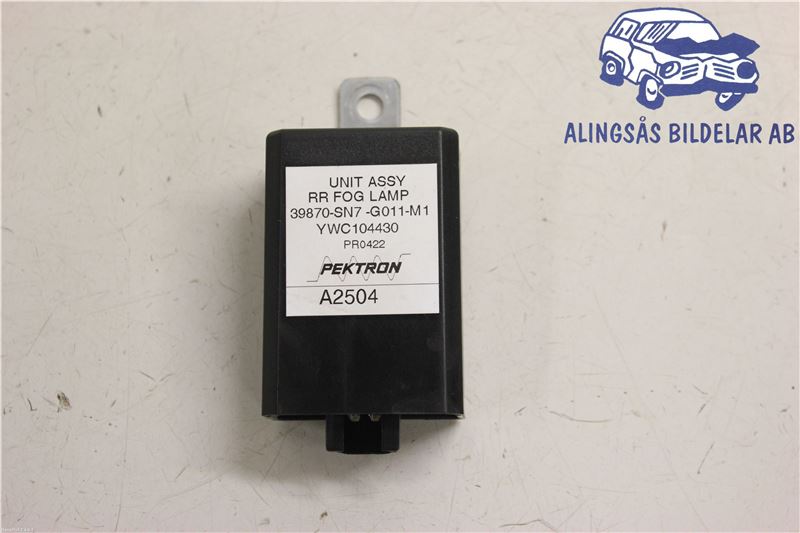 ALINGSÅS BILDELAR AB
UNIT ASSY
RR FOG LAMP
39870-SN7 -G011-M1
YWC104430
PR0422
PEKTRON
A2504